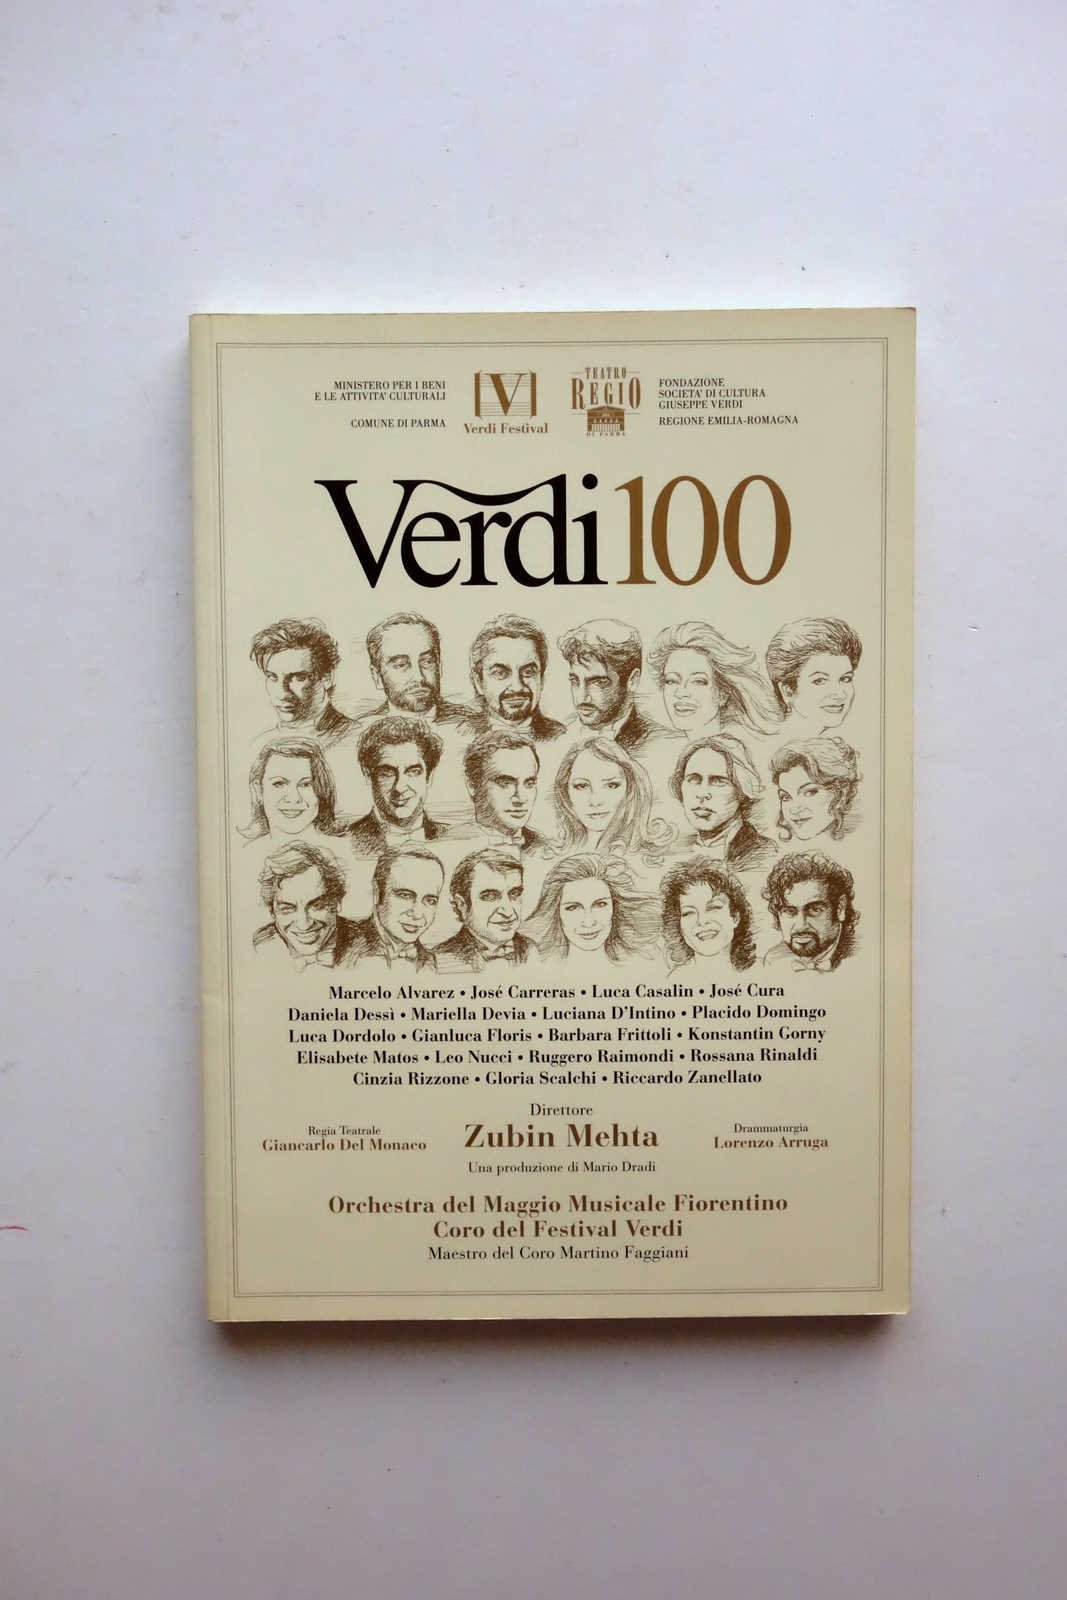 MINISTERO PER I BENI
E LE ATTIVITA' CULTURALI
COMUNE DI PARMA
V
Verdi Festival
TEATRO
REGIO
DI PARMA
FONDAZIONE
SOCIETA' DI CULTURA
GIUSEPPE VERDI
REGIONE EMILIA-ROMAGNA
Verdi 100
Marcelo Alvarez • José Carreras • Luca Casalin • José Cura
Daniela Dessì • Mariella Devia • Luciana D'Intino • Placido Domingo
Luca Dordolo • Gianluca Floris • Barbara Frittoli • Konstantin Gorny
Elisabete Matos • Leo Nucci • Ruggero Raimondi • Rossana Rinaldi
Cinzia Rizzone • Gloria Scalchi • Riccardo Zanellato
Direttore
Zubin Mehta
Regia Teatrale
Giancarlo Del Monaco
Drammaturgia
Lorenzo Arruga
Una produzione di Mario Dradi
Orchestra del Maggio Musicale Fiorentino
Coro del Festival Verdi
Maestro del Coro Martino Faggiani